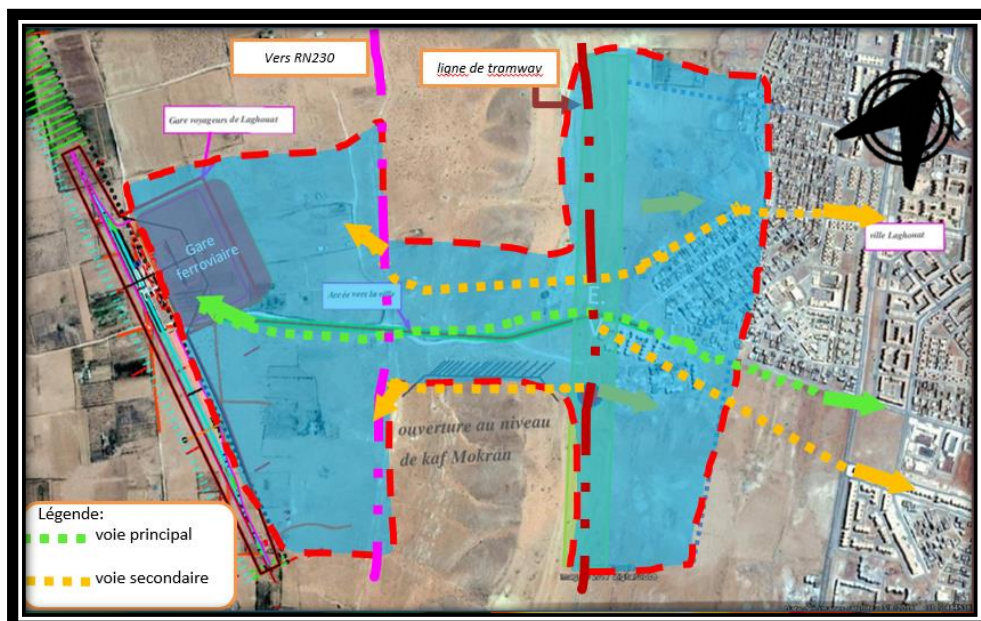 Vers RN230
ligne de tramway
Gare voyageurs de Laghouat
Gare
ferroviaire
ville Laghouat
vers la ville
E.
V
ouverture au niveau
de kaf Mokran
Légende:
voie principal
voie secondaire